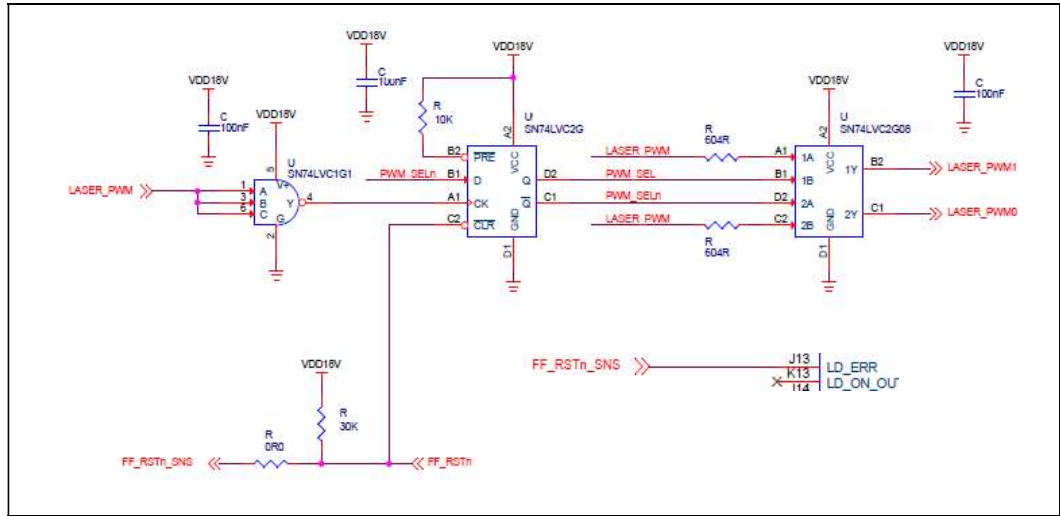 VDD18V
C
100nF
VDD18V
U
SN74LVC1G1
LASER_PWM
1
3
6
A
B
C
V+
Y
G
5
4
2
VDD18V
C
100nF
VDD18V
R
10K
U
SN74LVC2G
A2
B2
PRE
VCC
PWM_SELn
B1
D
Q
D2
A1
CK
C1
C2
CLR
GND
D1
LASER_PWM
R
604R
PWM_SEL
PWM_SELn
LASER_PWM
R
604R
VDD18V
U
SN74LVC2G08
A2
A1
1A
VCC
1Y
B2
LASER_PWM1
B1
1B
D2
2A
C2
2B
GND
2Y
C1
LASER_PWM0
D1
VDD18V
C
100nF
VDD18V
R
30K
FF_RSTn_SNS
R
0R0
FF_RSTn
FF_RSTn_SNS
J13
LD_ERR
K13
LD_ON_OU